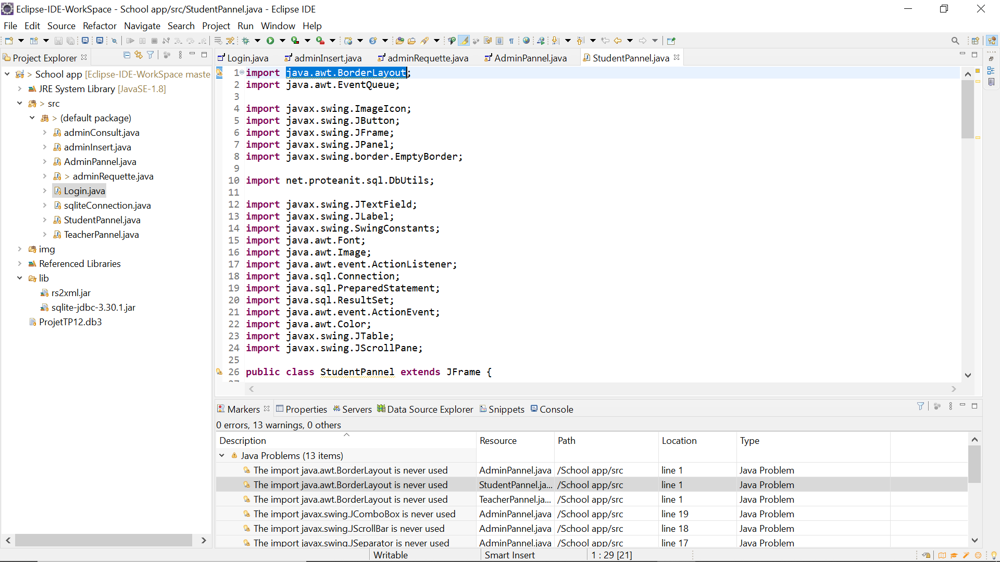 Eclipse-IDE-WorkSpace - School app/src/StudentPannel.java - Eclipse IDE
File Edit Source Refactor Navigate Search Project Run Window Help
Project Explorer
> School app [Eclipse-IDE-WorkSpace maste
JRE System Library [JavaSE-1.8]
> src
> (default package)
adminConsult.java
adminInsert.java
AdminPannel.java
> adminRequette.java
Login.java
sqliteConnection.java
StudentPannel.java
TeacherPannel.java
img
Referenced Libraries
lib
rs2xml.jar
sqlite-jdbc-3.30.1.jar
ProjetTP12.db3
Login.java adminInsert.java adminRequette.java AdminPannel.java StudentPannel.java
1 import java.awt.BorderLayout;
2 import java.awt.EventQueue;
3
4 import javax.swing.ImageIcon;
5 import javax.swing.JButton;
6 import javax.swing.JFrame;
7 import javax.swing.JPanel;
8 import javax.swing.border.EmptyBorder;
9
10 import net.proteanit.sql.DbUtils;
11
12 import javax.swing.JTextField;
13 import javax.swing.JLabel;
14 import javax.swing.SwingConstants;
15 import java.awt.Font;
16 import java.awt.Image;
17 import java.awt.event.ActionListener;
18 import java.sql.Connection;
19 import java.sql.PreparedStatement;
20 import java.sql.ResultSet;
21 import java.awt.event.ActionEvent;
22 import java.awt.Color;
23 import javax.swing.JTable;
24 import javax.swing.JScrollPane;
25
26 public class StudentPannel extends JFrame {
Markers Properties Servers Data Source Explorer Snippets Console
0 errors, 13 warnings, 0 others
Description Resource Path Location Type
Java Problems (13 items)
The import java.awt.BorderLayout is never used AdminPannel.java /School app/src line 1 Java Problem
The import java.awt.BorderLayout is never used StudentPannel.ja... /School app/src line 1 Java Problem
The import java.awt.BorderLayout is never used TeacherPannel.ja... /School app/src line 1 Java Problem
The import javax.swing.JComboBox is never used AdminPannel.java /School app/src line 19 Java Problem
The import javax.swing.JScrollBar is never used AdminPannel.java /School app/src line 18 Java Problem
The import javax.swing.JSeparator is never used AdminPannel.java /School app/src line 17 Java Problem
Writable Smart Insert 1 : 29 [21]